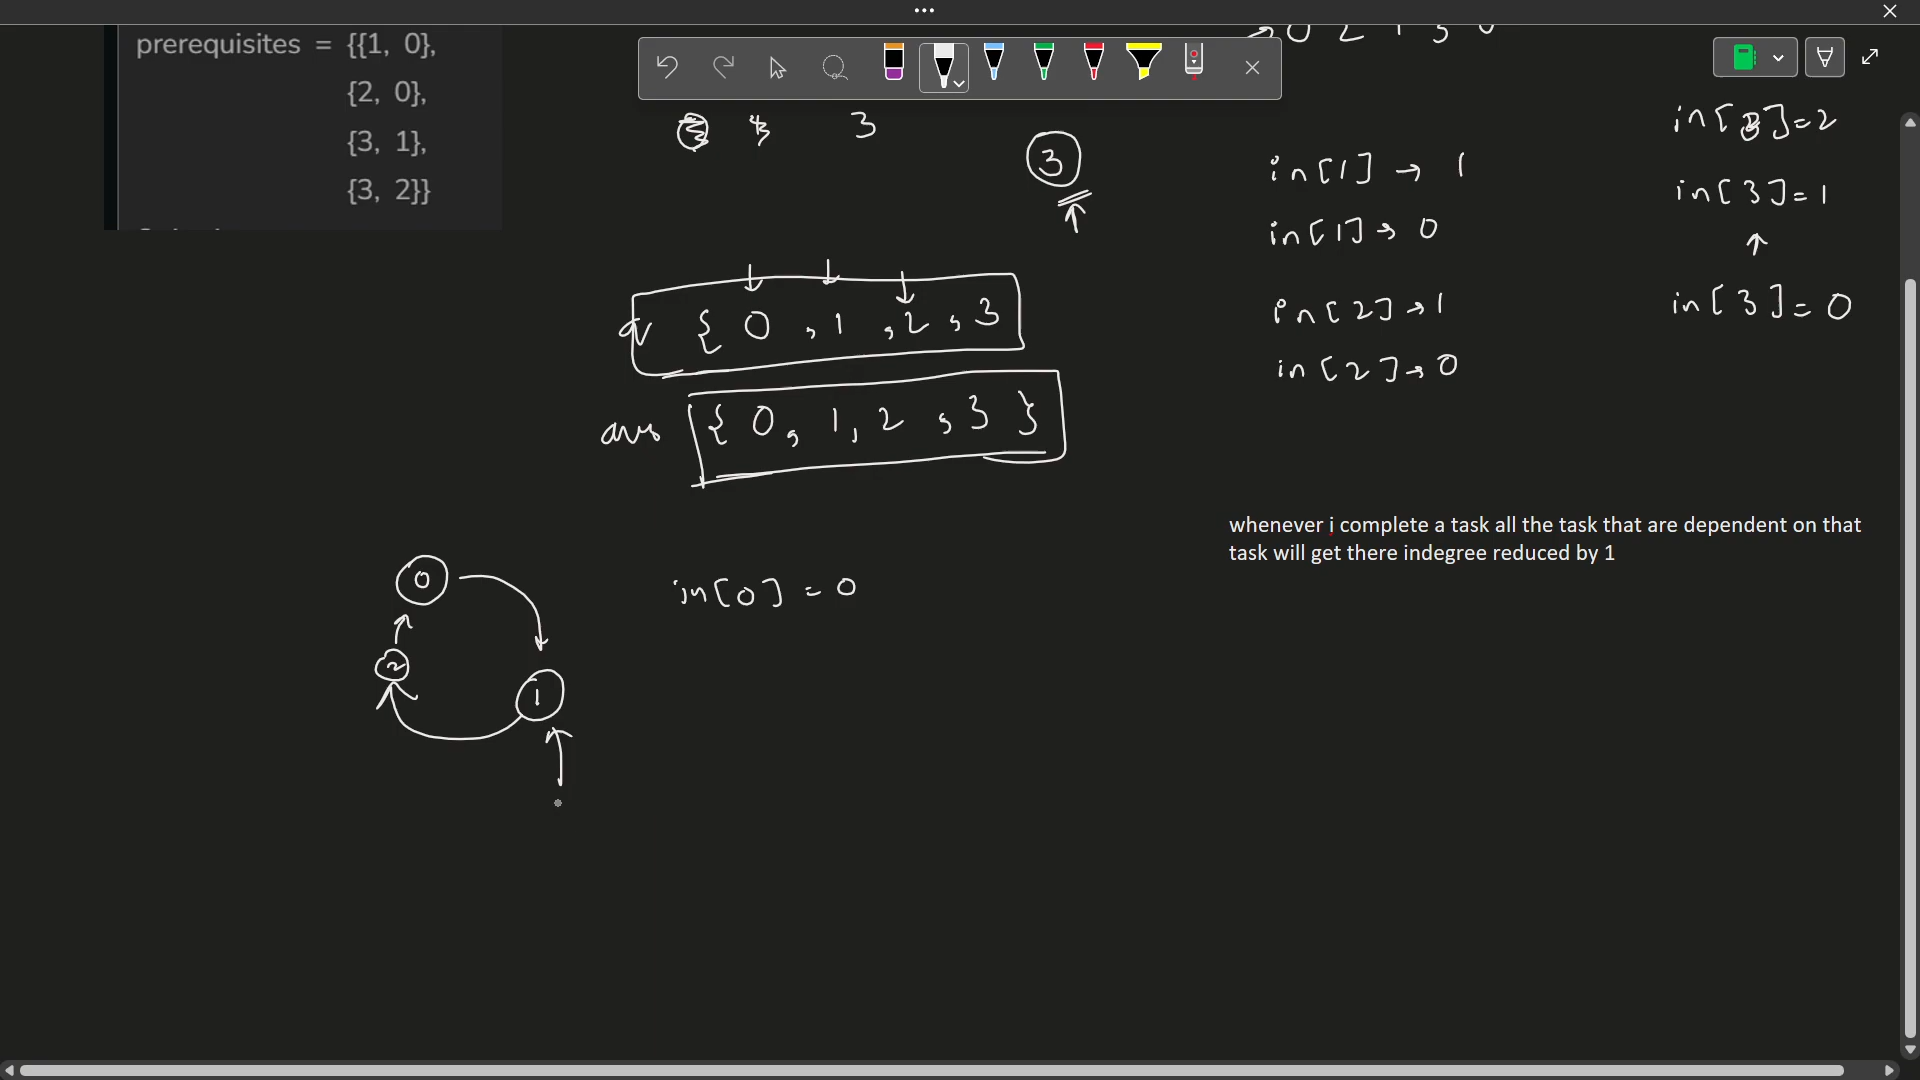 prerequisites = {{1, 0},
{2, 0},
{3, 1},
{3, 2}}
3
3
in[1] → 1
in[1] → 0
in[2] → 1
in[2] → 0
in[3]=2
in[3]=1
in[3]=0
q { 0 , 1 , 2 , 3
ans { 0, 1, 2 , 3 }
whenever i complete a task all the task that are dependent on that
task will get there indegree reduced by 1
0
in[0] = 0
2
1